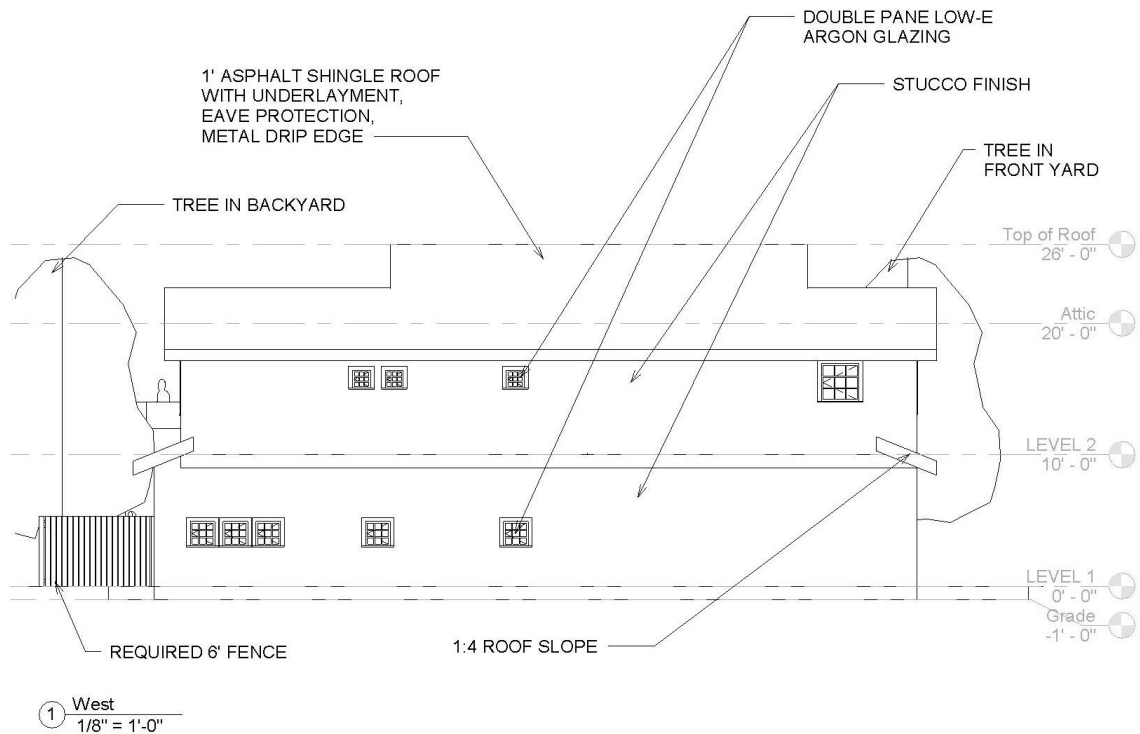 DOUBLE PANE LOW-E
ARGON GLAZING
1' ASPHALT SHINGLE ROOF
WITH UNDERLAYMENT,
EAVE PROTECTION,
METAL DRIP EDGE
STUCCO FINISH
TREE IN
FRONT YARD
TREE IN BACKYARD
Top of Roof
26' - 0"
Attic
20' - 0"
LEVEL 2
10' - 0"
LEVEL 1
0' - 0"
Grade
-1' - 0"
REQUIRED 6' FENCE
1:4 ROOF SLOPE
1
West
1/8" = 1'-0"